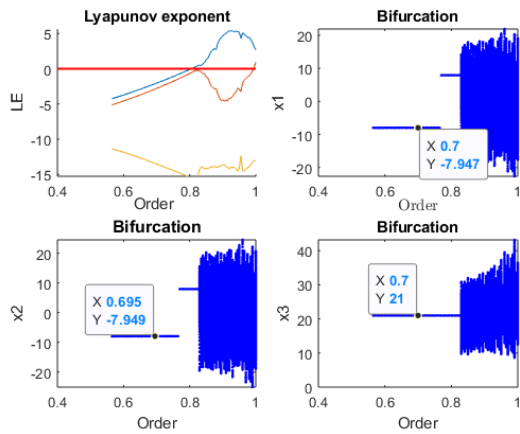 Lyapunov exponent
5
0
-5
-10
-15
LE
0.4
0.6
0.8
1
Order
Bifurcation
20
10
0
-10
-20
x1
X 0.7
Y -7.947
0.4
0.6
0.8
1
Order
Bifurcation
20
10
0
-10
-20
x2
X 0.695
Y -7.949
0.4
0.6
0.8
1
Order
Bifurcation
40
30
20
10
0
x3
X 0.7
Y 21
0.4
0.6
0.8
1
Order